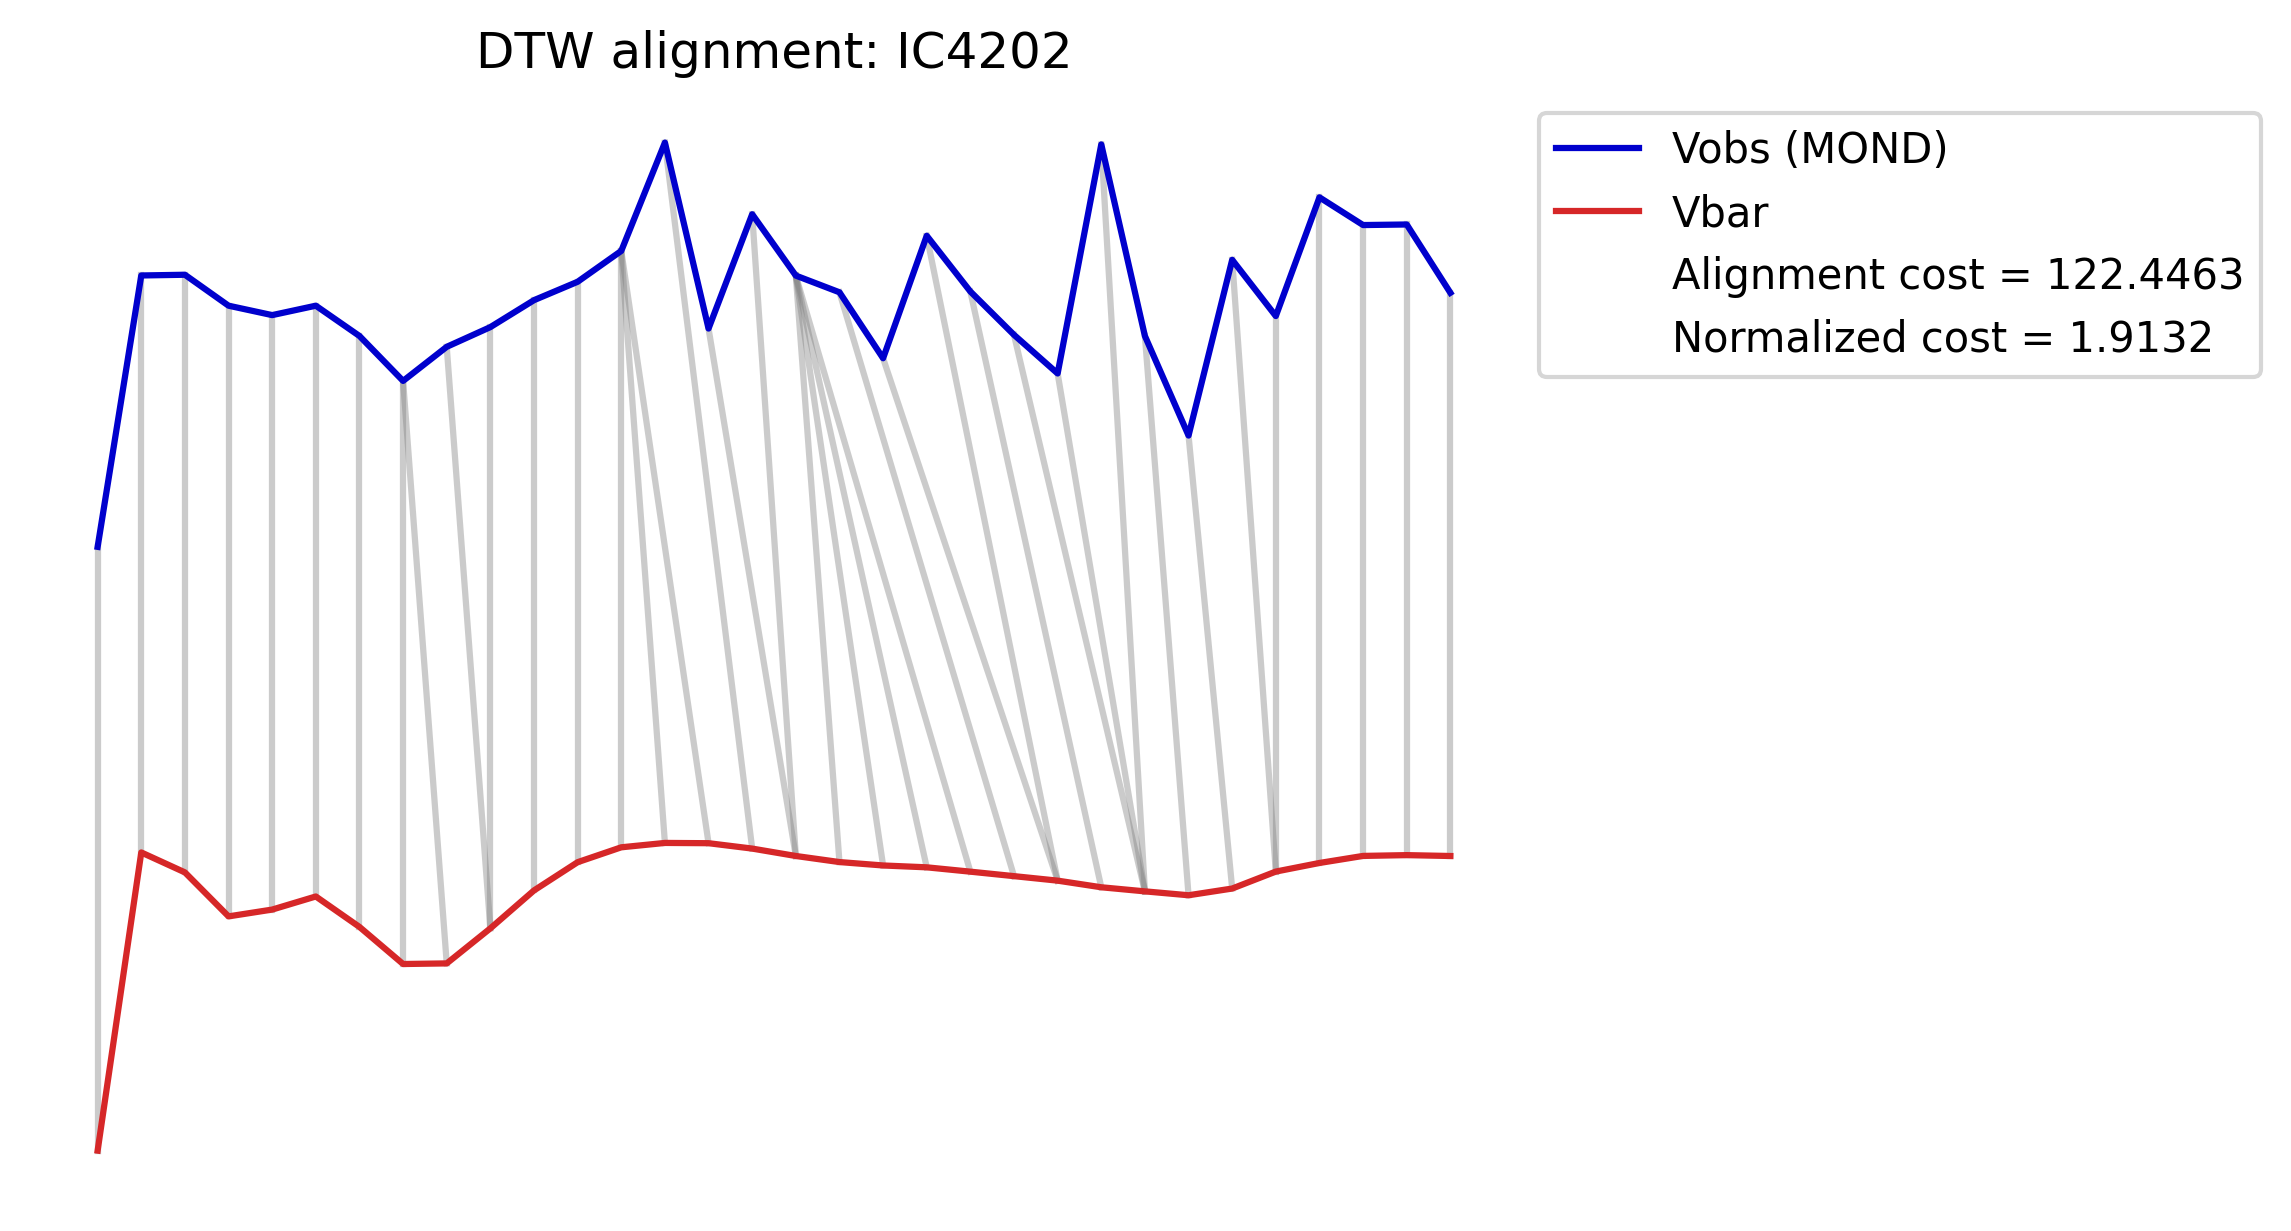 DTW alignment: IC4202
Vobs (MOND)
Vbar
Alignment cost = 122.4463
Normalized cost = 1.9132